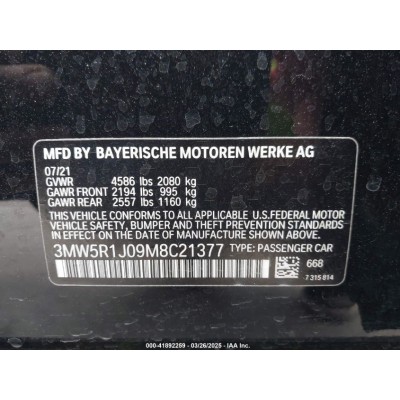 MFD. BY BAYERISCHE MOTOREN WERKE AG
07/21
GVWR 4586 lbs 2080 kg
GAWR FRONT 2194 lbs 995 kg
GAWR REAR 2557 lbs 1160 kg
THIS VEHICLE CONFORMS TO ALL APPLICABLE U.S.FEDERAL MOTOR
VEHICLE SAFETY, BUMPER, AND THEFT PREVENTION STANDARDS
IN EFFECT ON THE DATE OF MANUFACTURE SHOWN ABOVE.
3MW5R1J09M8C21377 TYPE: PASSENGER CAR
668
7 315 814
000-41892259 - 03/26/2025 - IAA Inc.